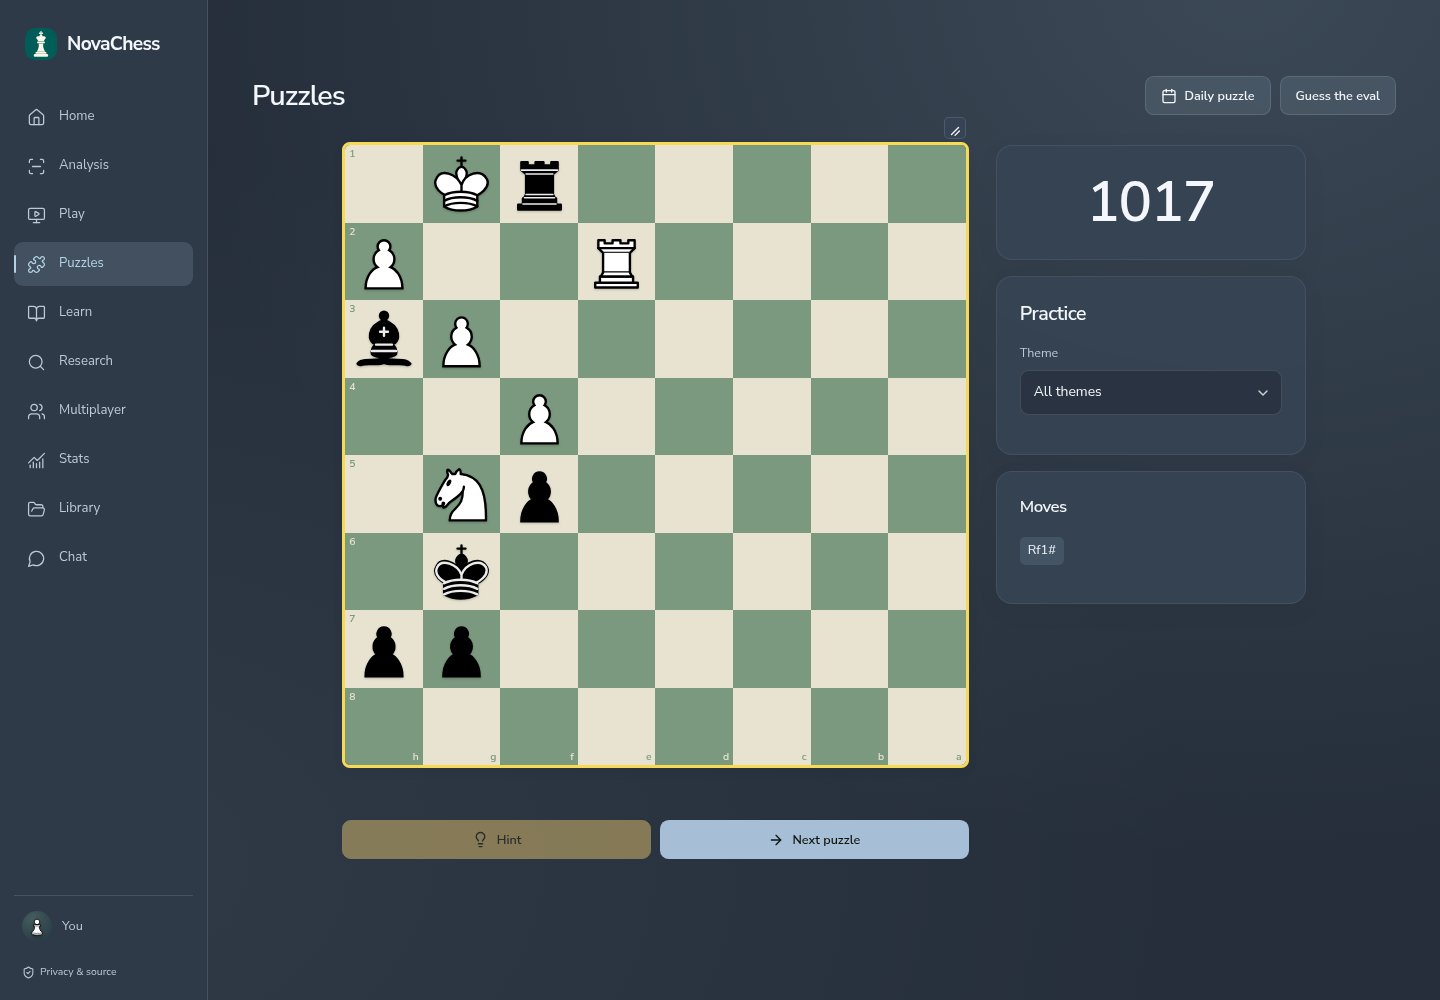 NovaChess
Home
Analysis
Play
Puzzles
Learn
Research
Multiplayer
Stats
Library
Chat
You
Privacy & source
Puzzles
Daily puzzle
Guess the eval
1
2
3
4
5
6
7
8
h g f e d c b a
Hint
Next puzzle
1017
Practice
Theme
All themes
Moves
Rf1#